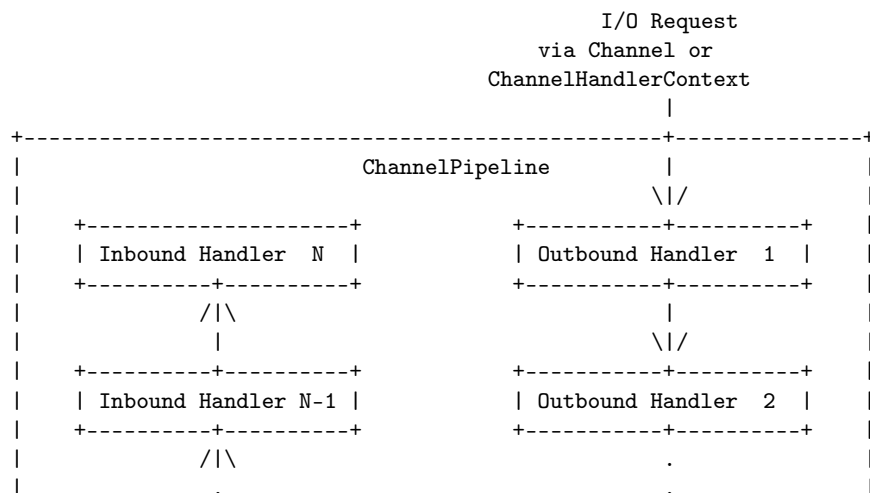 I/O Request
                                            via Channel or
                                        ChannelHandlerContext
                                                      |
  +---------------------------------------------------+---------------+
  |                           ChannelPipeline         |               |
  |                                                  \|/              |
  |    +---------------------+            +-----------+----------+    |
  |    | Inbound Handler  N  |            | Outbound Handler  1  |    |
  |    +----------+----------+            +-----------+----------+    |
  |              /|\                                  |               |
  |               |                                  \|/              |
  |    +----------+----------+            +-----------+----------+    |
  |    | Inbound Handler N-1 |            | Outbound Handler  2  |    |
  |    +----------+----------+            +-----------+----------+    |
  |              /|\                                  .               |
  |               .                                   .               |